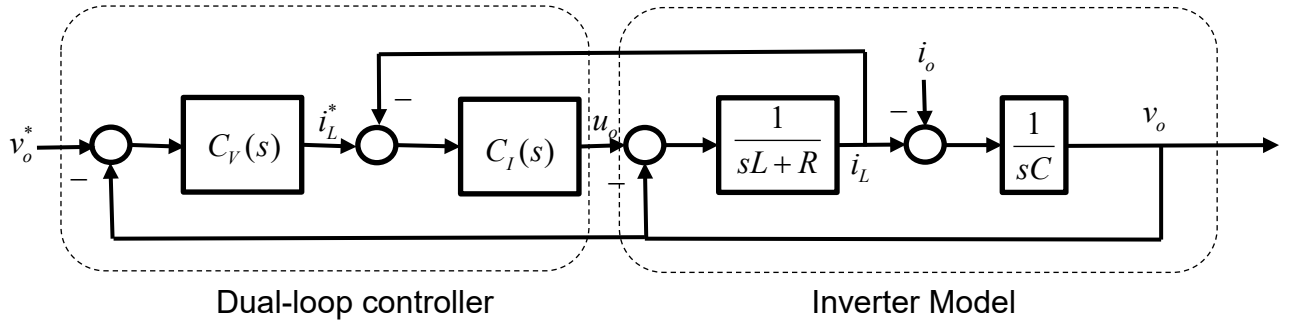 v_o^*
−
C_V(s)
i_L^*
−
C_I(s)
u_o
−
1
sL + R
i_L
−
i_o
1
sC
v_o
Dual-loop controller
Inverter Model